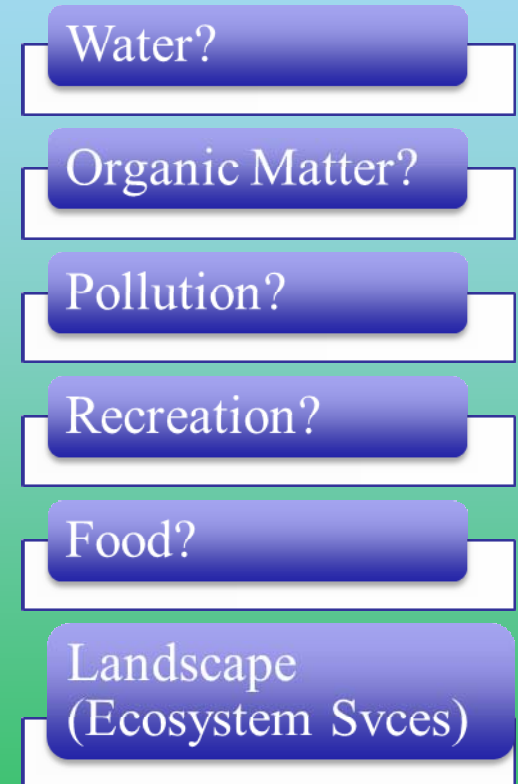 Water?
Organic Matter?
Pollution?
Recreation?
Food?
Landscape
(Ecosystem Svces)